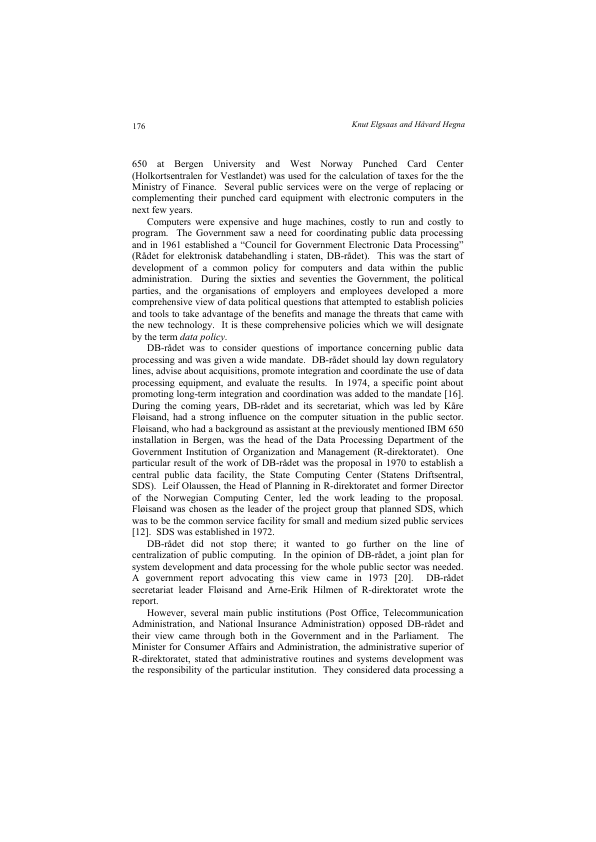 176
Knut Elgsaas and Håvard Hegna
650 at Bergen University and West Norway Punched Card Center
(Holkortsentralen for Vestlandet) was used for the calculation of taxes for the the
Ministry of Finance. Several public services were on the verge of replacing or
complementing their punched card equipment with electronic computers in the
next few years.
Computers were expensive and huge machines, costly to run and costly to
program. The Government saw a need for coordinating public data processing
and in 1961 established a “Council for Government Electronic Data Processing”
(Rådet for elektronisk databehandling i staten, DB-rådet). This was the start of
development of a common policy for computers and data within the public
administration. During the sixties and seventies the Government, the political
parties, and the organisations of employers and employees developed a more
comprehensive view of data political questions that attempted to establish policies
and tools to take advantage of the benefits and manage the threats that came with
the new technology. It is these comprehensive policies which we will designate
by the term data policy.
DB-rådet was to consider questions of importance concerning public data
processing and was given a wide mandate. DB-rådet should lay down regulatory
lines, advise about acquisitions, promote integration and coordinate the use of data
processing equipment, and evaluate the results. In 1974, a specific point about
promoting long-term integration and coordination was added to the mandate [16].
During the coming years, DB-rådet and its secretariat, which was led by Kåre
Fløisand, had a strong influence on the computer situation in the public sector.
Fløisand, who had a background as assistant at the previously mentioned IBM 650
installation in Bergen, was the head of the Data Processing Department of the
Government Institution of Organization and Management (R-direktoratet). One
particular result of the work of DB-rådet was the proposal in 1970 to establish a
central public data facility, the State Computing Center (Statens Driftsentral,
SDS). Leif Olaussen, the Head of Planning in R-direktoratet and former Director
of the Norwegian Computing Center, led the work leading to the proposal.
Fløisand was chosen as the leader of the project group that planned SDS, which
was to be the common service facility for small and medium sized public services
[12]. SDS was established in 1972.
DB-rådet did not stop there; it wanted to go further on the line of
centralization of public computing. In the opinion of DB-rådet, a joint plan for
system development and data processing for the whole public sector was needed.
A government report advocating this view came in 1973 [20]. DB-rådet
secretariat leader Fløisand and Arne-Erik Hilmen of R-direktoratet wrote the
report.
However, several main public institutions (Post Office, Telecommunication
Administration, and National Insurance Administration) opposed DB-rådet and
their view came through both in the Government and in the Parliament. The
Minister for Consumer Affairs and Administration, the administrative superior of
R-direktoratet, stated that administrative routines and systems development was
the responsibility of the particular institution. They considered data processing a